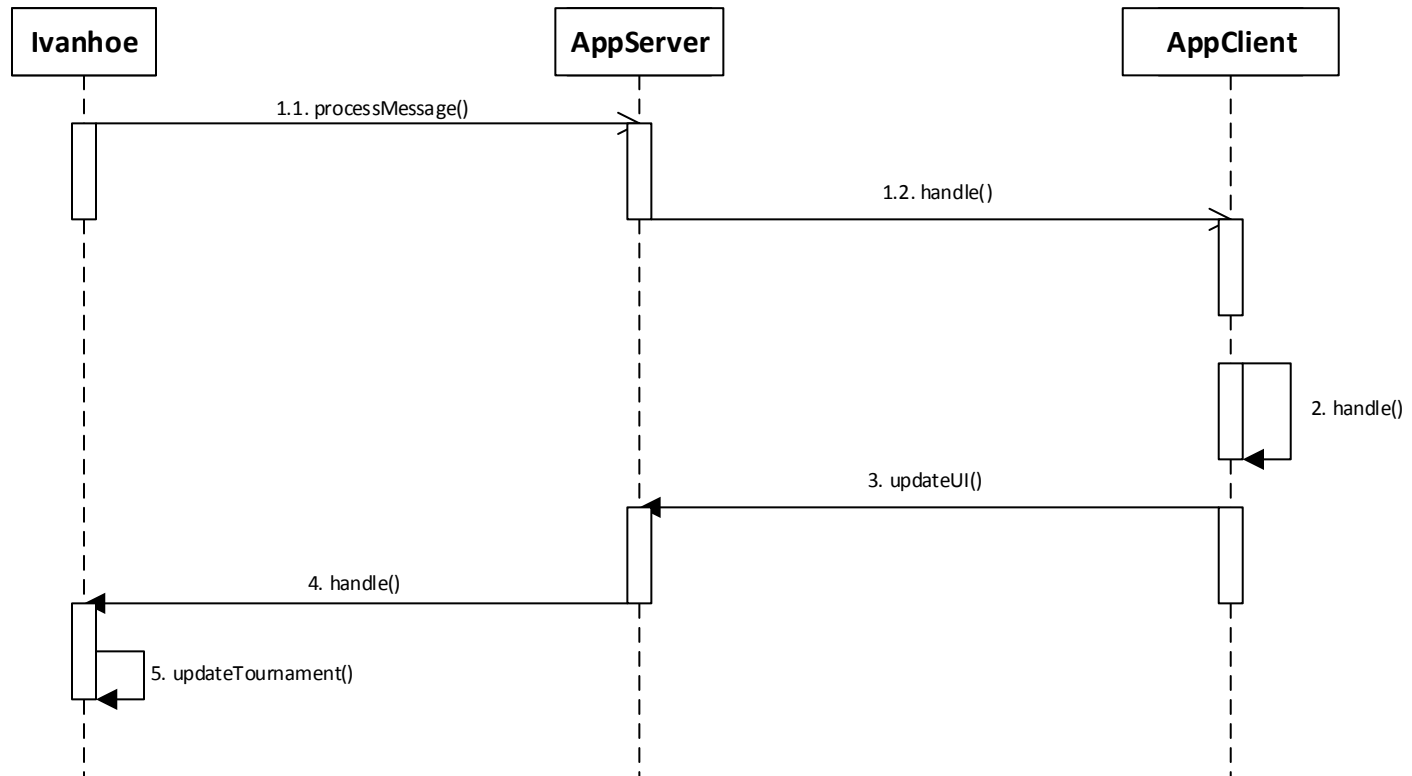 Ivanhoe
AppServer
AppClient
1.1. processMessage()
1.2. handle()
2. handle()
3. updateUI()
4. handle()
5. updateTournament()